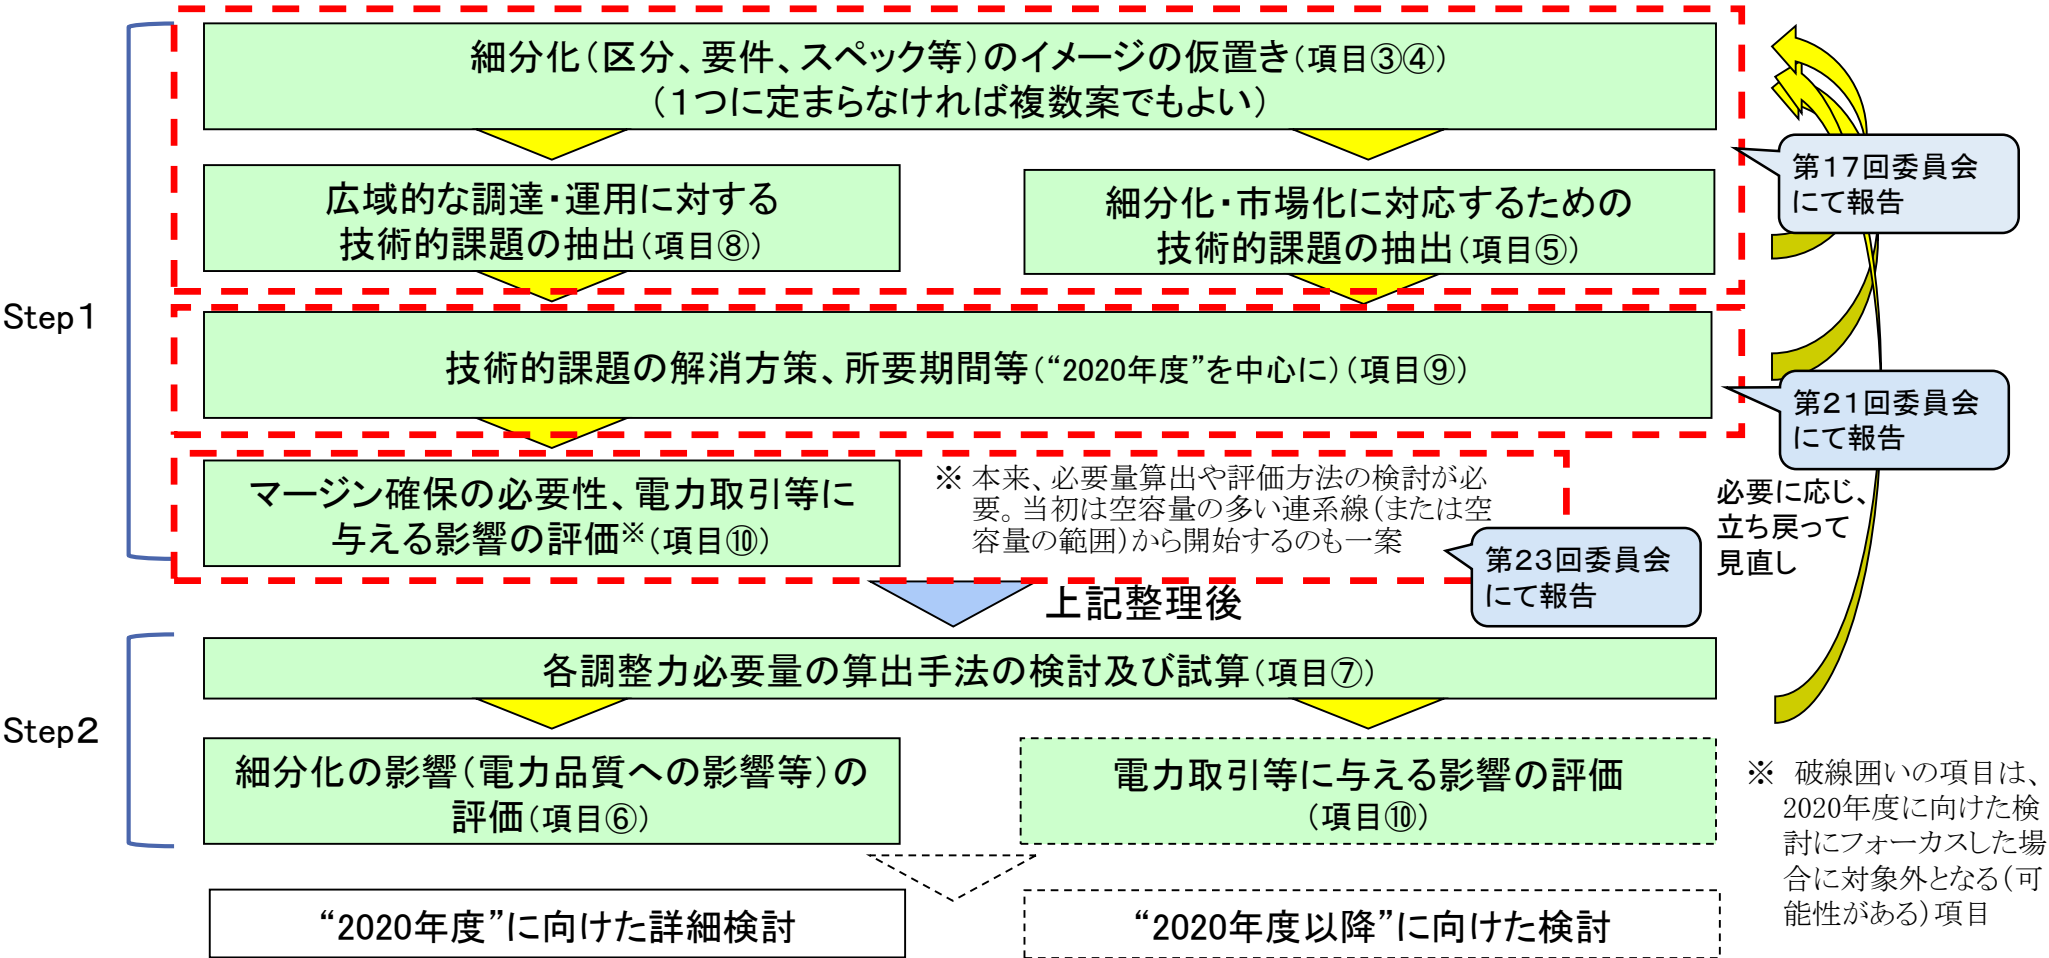 細分化（区分、要件、スペック等）のイメージの仮置き（項目③④）
（１つに定まらなければ複数案でもよい）
第１７回委員会
にて報告
広域的な調達・運用に対する
技術的課題の抽出（項目⑧）
細分化・市場化に対応するための
技術的課題の抽出（項目⑤）
Step１
技術的課題の解消方策、所要期間等（“2020年度”を中心に）（項目⑨）
第２１回委員会
にて報告
マージン確保の必要性、電力取引等に
与える影響の評価※（項目⑩）
※ 本来、必要量算出や評価方法の検討が必
要。当初は空容量の多い連系線（または空
容量の範囲）から開始するのも一案
必要に応じ、
立ち戻って
見直し
第２３回委員会
にて報告
上記整理後
Step２
各調整力必要量の算出手法の検討及び試算（項目⑦）
細分化の影響（電力品質への影響等）の
評価（項目⑥）
電力取引等に与える影響の評価
（項目⑩）
※ 破線囲いの項目は、
2020年度に向けた検
討にフォーカスした場
合に対象外となる（可
能性がある）項目
“2020年度”に向けた詳細検討
“2020年度以降”に向けた検討